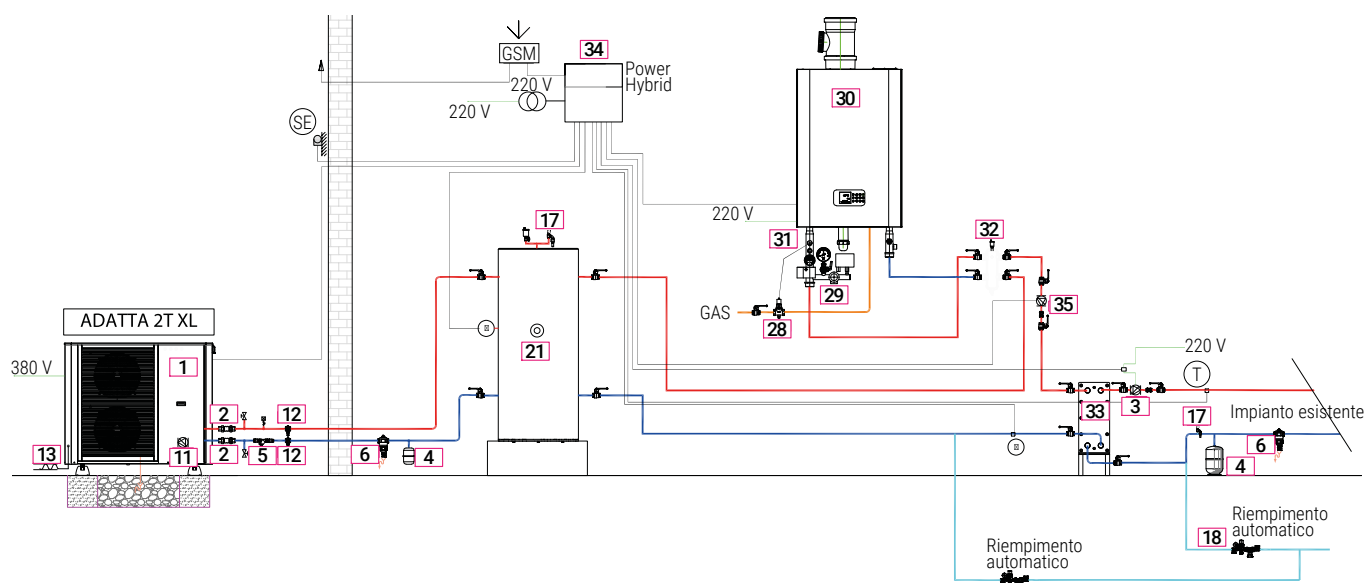 GSM
34
Power
Hybrid
220 V
220 V
30
SE
17
220 V
31
32
29
GAS
28
35
ADATTA 2T XL
380 V
1
21
220 V
T
3
33
2
12
17
Impianto esistente
13
11
2
5
12
6
4
6
4
Riempimento
automatico
18
Riempimento
automatico